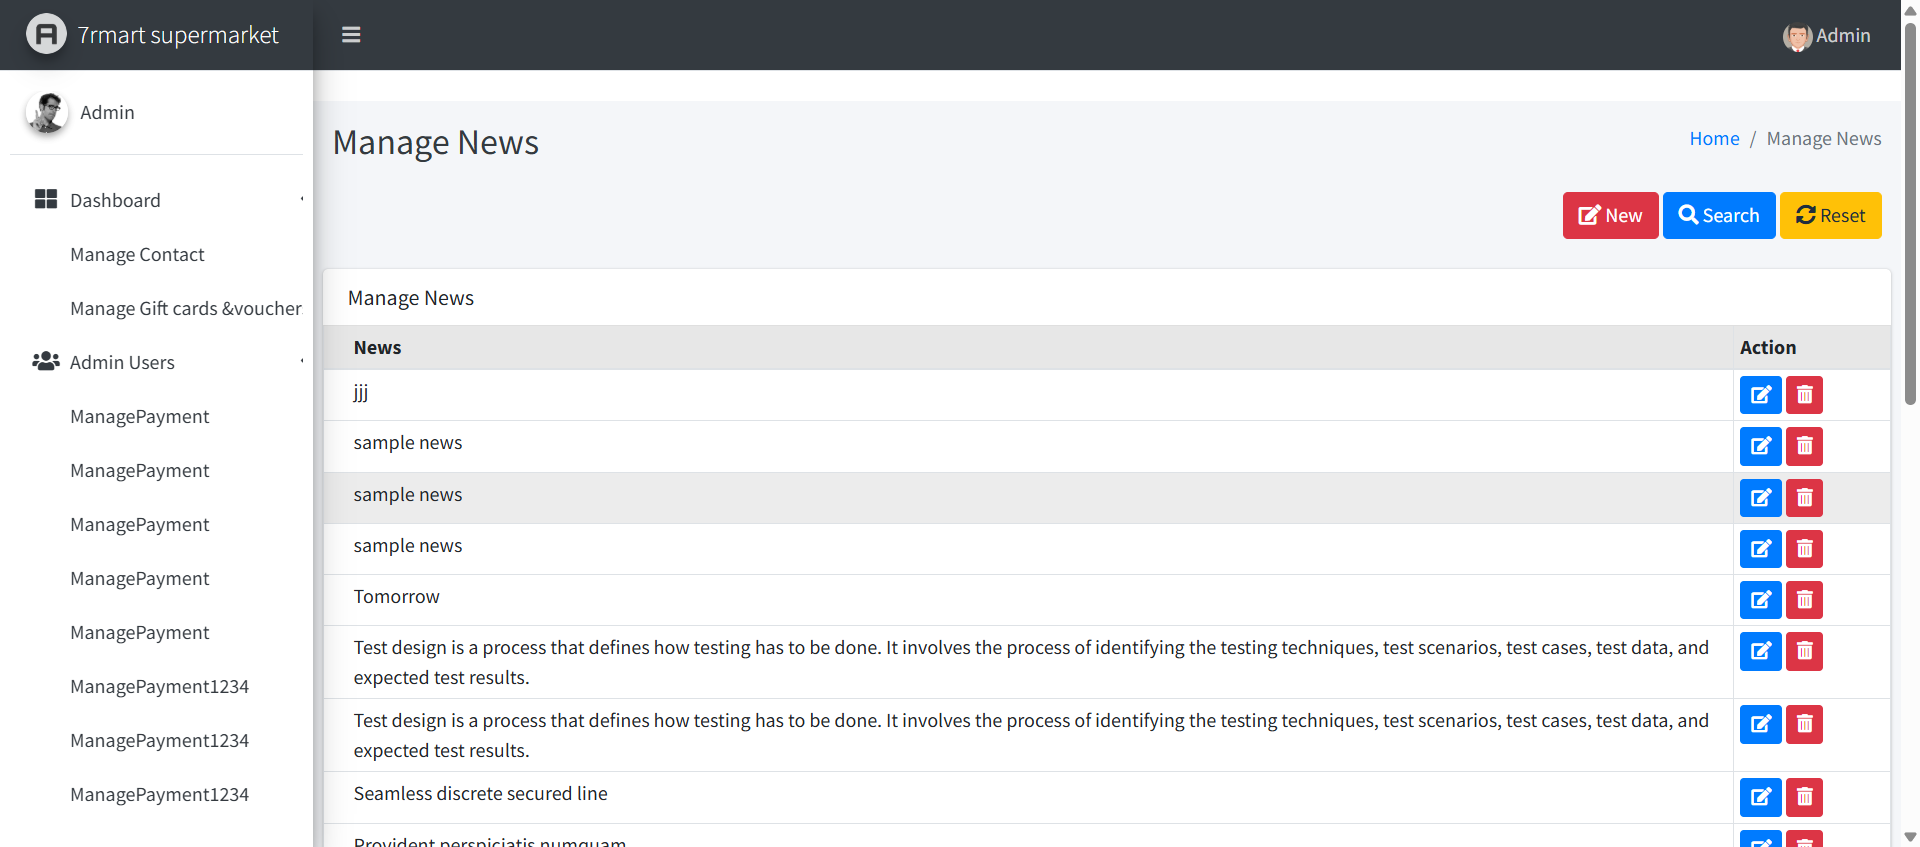 7rmart supermarket
Admin
Admin
Manage News
Home / Manage News
Dashboard
New
Search
Reset
Manage Contact
Manage Gift cards &voucher
Admin Users
ManagePayment
ManagePayment
ManagePayment
ManagePayment
ManagePayment
ManagePayment1234
ManagePayment1234
ManagePayment1234
Manage News
News
Action
jjj
sample news
sample news
sample news
Tomorrow
Test design is a process that defines how testing has to be done. It involves the process of identifying the testing techniques, test scenarios, test cases, test data, and
expected test results.
Test design is a process that defines how testing has to be done. It involves the process of identifying the testing techniques, test scenarios, test cases, test data, and
expected test results.
Seamless discrete secured line
Provident perspiciatis numquam